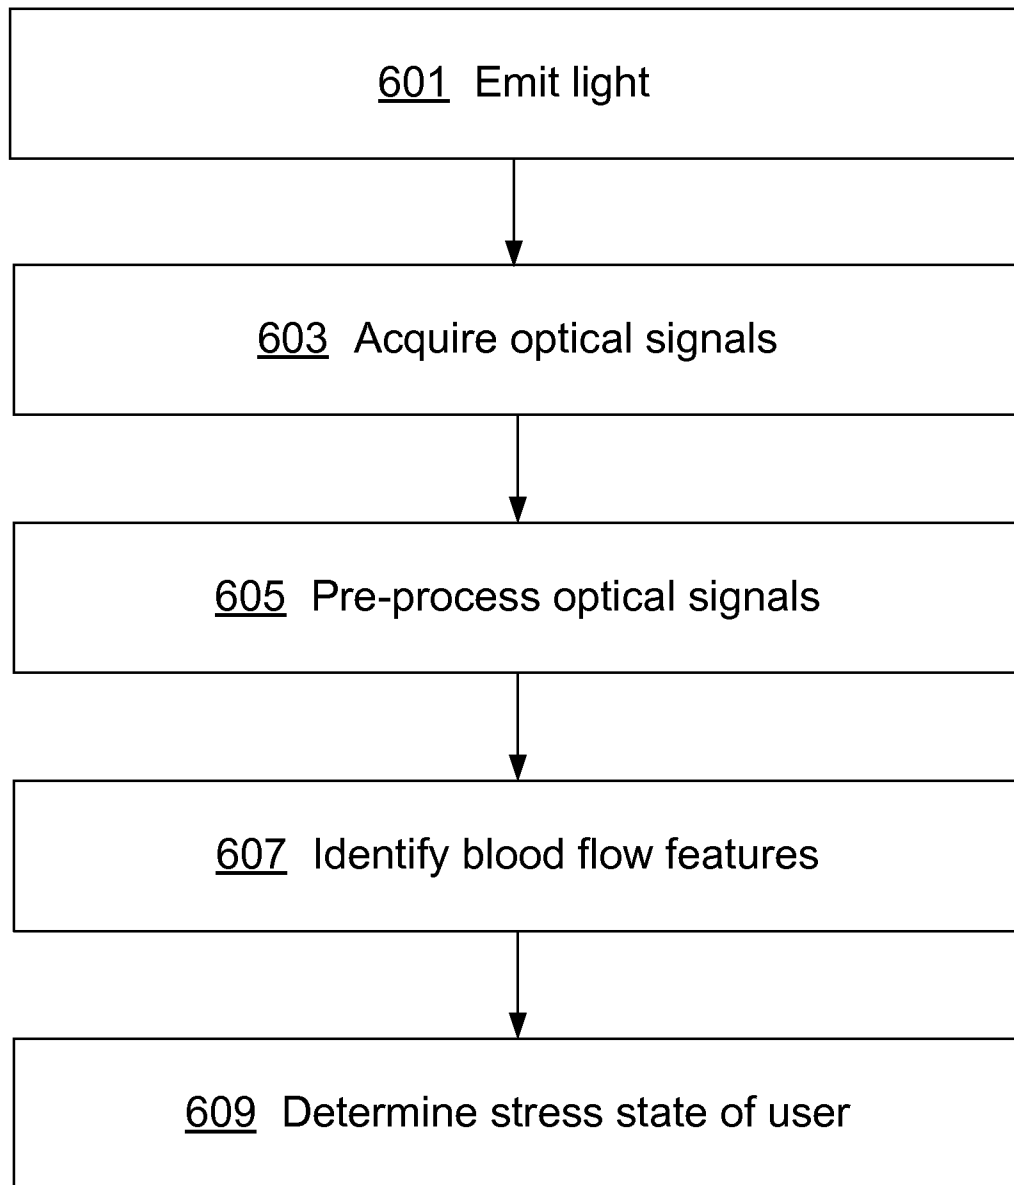 601 Emit light
603 Acquire optical signals
605 Pre-process optical signals
607 Identify blood flow features
609 Determine stress state of user